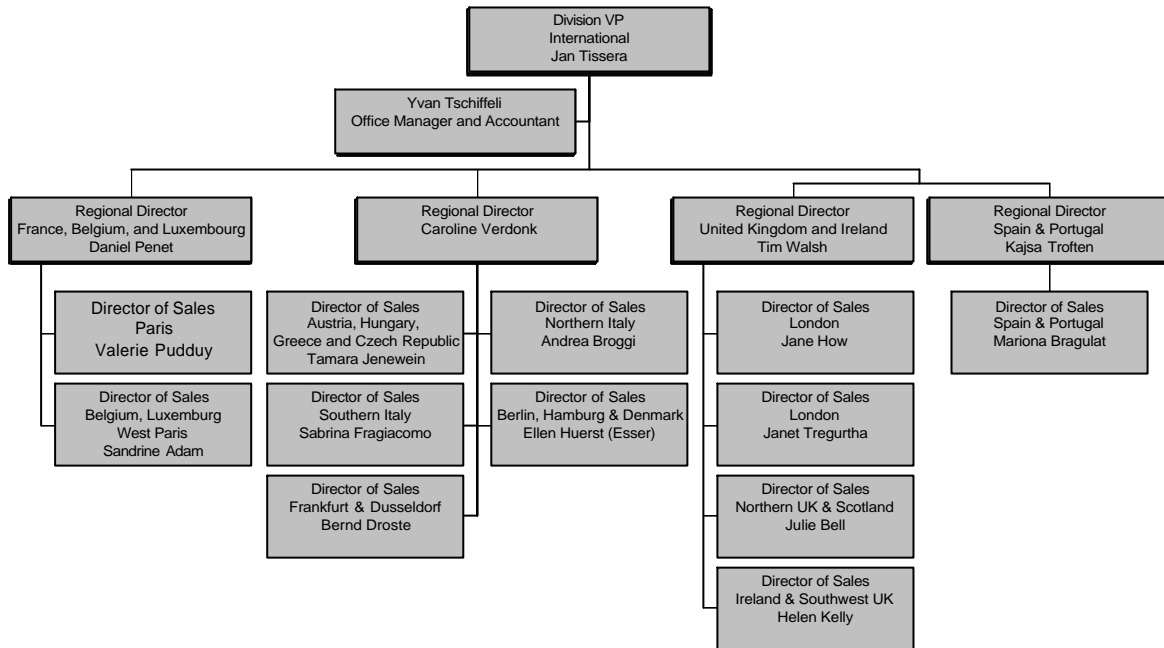 Division VP
International
Jan Tissera
Yvan Tschiffeli
Office Manager and Accountant
Regional Director
France, Belgium, and Luxembourg
Daniel Penet
Regional Director
Caroline Verdonk
Regional Director
United Kingdom and Ireland
Tim Walsh
Regional Director
Spain & Portugal
Kajsa Troften
Director of Sales
Paris
Valerie Pudduy
Director of Sales
Belgium, Luxemburg
West Paris
Sandrine Adam
Director of Sales
Austria, Hungary,
Greece and Czech Republic
Tamara Jenewein
Director of Sales
Northern Italy
Andrea Broggi
Director of Sales
Southern Italy
Sabrina Fragiacomo
Director of Sales
Berlin, Hamburg & Denmark
Ellen Huerst (Esser)
Director of Sales
Frankfurt & Dusseldorf
Bernd Droste
Director of Sales
London
Jane How
Director of Sales
London
Janet Tregurtha
Director of Sales
Northern UK & Scotland
Julie Bell
Director of Sales
Ireland & Southwest UK
Helen Kelly
Director of Sales
Spain & Portugal
Mariona Bragulat